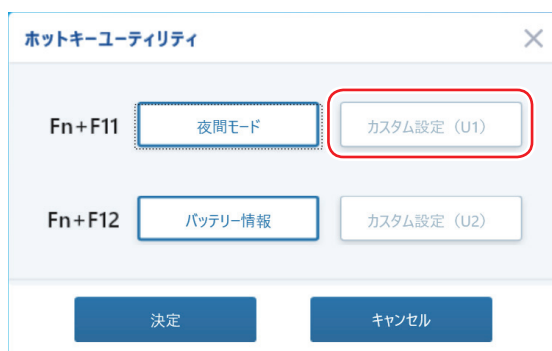 ホットキーユーティリティ
Fn+F11 夜間モード カスタム設定（U1）
Fn+F12 バッテリー情報 カスタム設定（U2）
決定 キャンセル